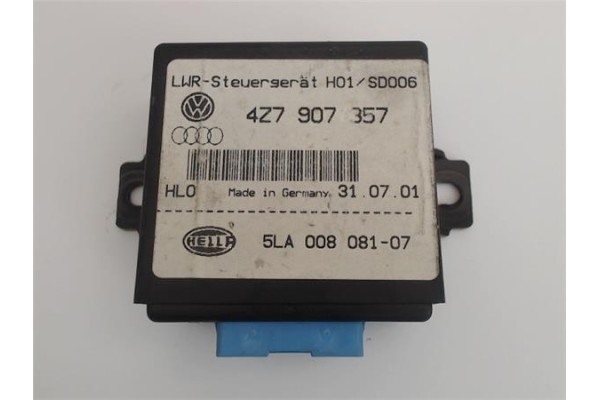 LWR-Steuergerät H01/SD006
4Z7 907 357
HLO Made in Germany 31.07.01
HELLA 5LA 008 081-07